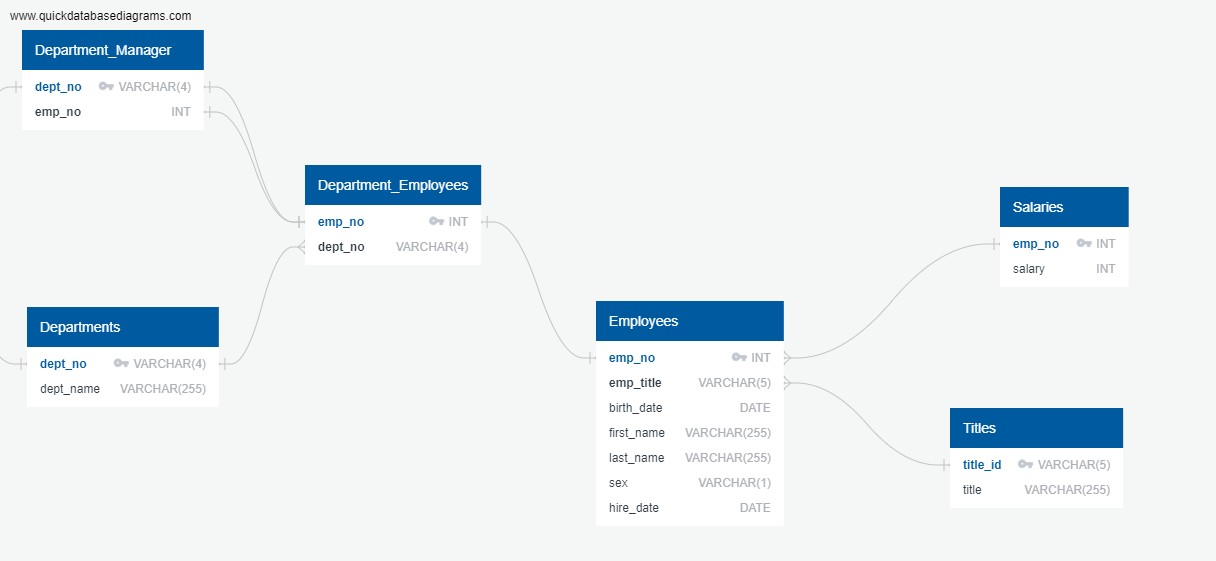 www.quickdatabasediagrams.com
Department_Manager
dept_no VARCHAR(4)
emp_no INT
Department_Employees
emp_no INT
dept_no VARCHAR(4)
Departments
dept_no VARCHAR(4)
dept_name VARCHAR(255)
Employees
emp_no INT
emp_title VARCHAR(5)
birth_date DATE
first_name VARCHAR(255)
last_name VARCHAR(255)
sex VARCHAR(1)
hire_date DATE
Salaries
emp_no INT
salary INT
Titles
title_id VARCHAR(5)
title VARCHAR(255)